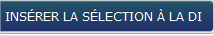 INSÉRER LA SÉLECTION À LA DI